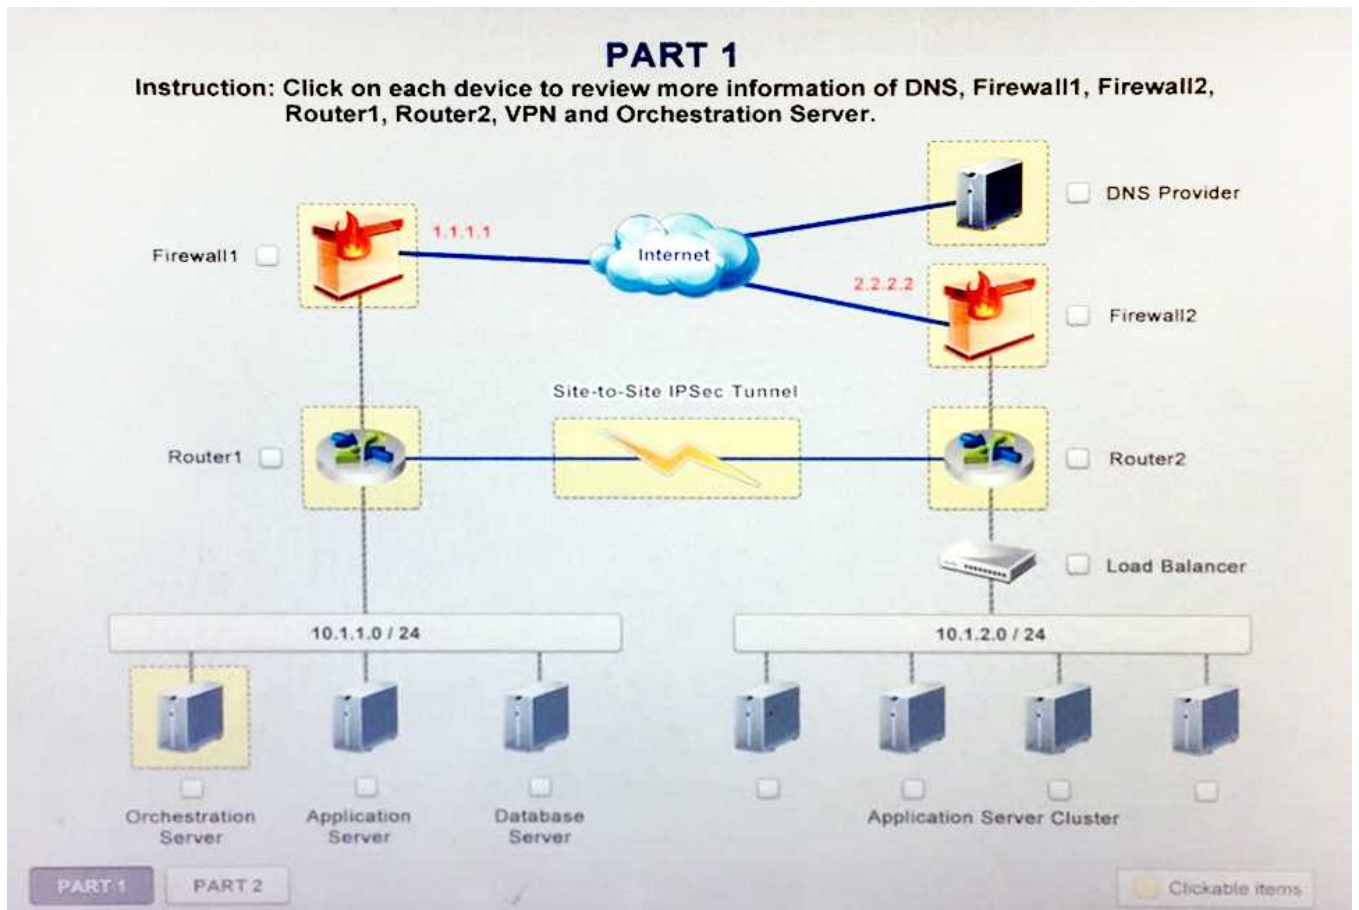 PART 1
Instruction: Click on each device to review more information of DNS, Firewall1, Firewall2,
Router1, Router2, VPN and Orchestration Server.
DNS Provider
1.1.1.1
Firewall1
Internet
2.2.2.2
Firewall2
Site-to-Site IPSec Tunnel
Router1
Router2
Load Balancer
10.1.1.0 / 24
10.1.2.0 / 24
Orchestration
Server
Application
Server
Database
Server
Application Server Cluster
PART 1
PART 2
Clickable items